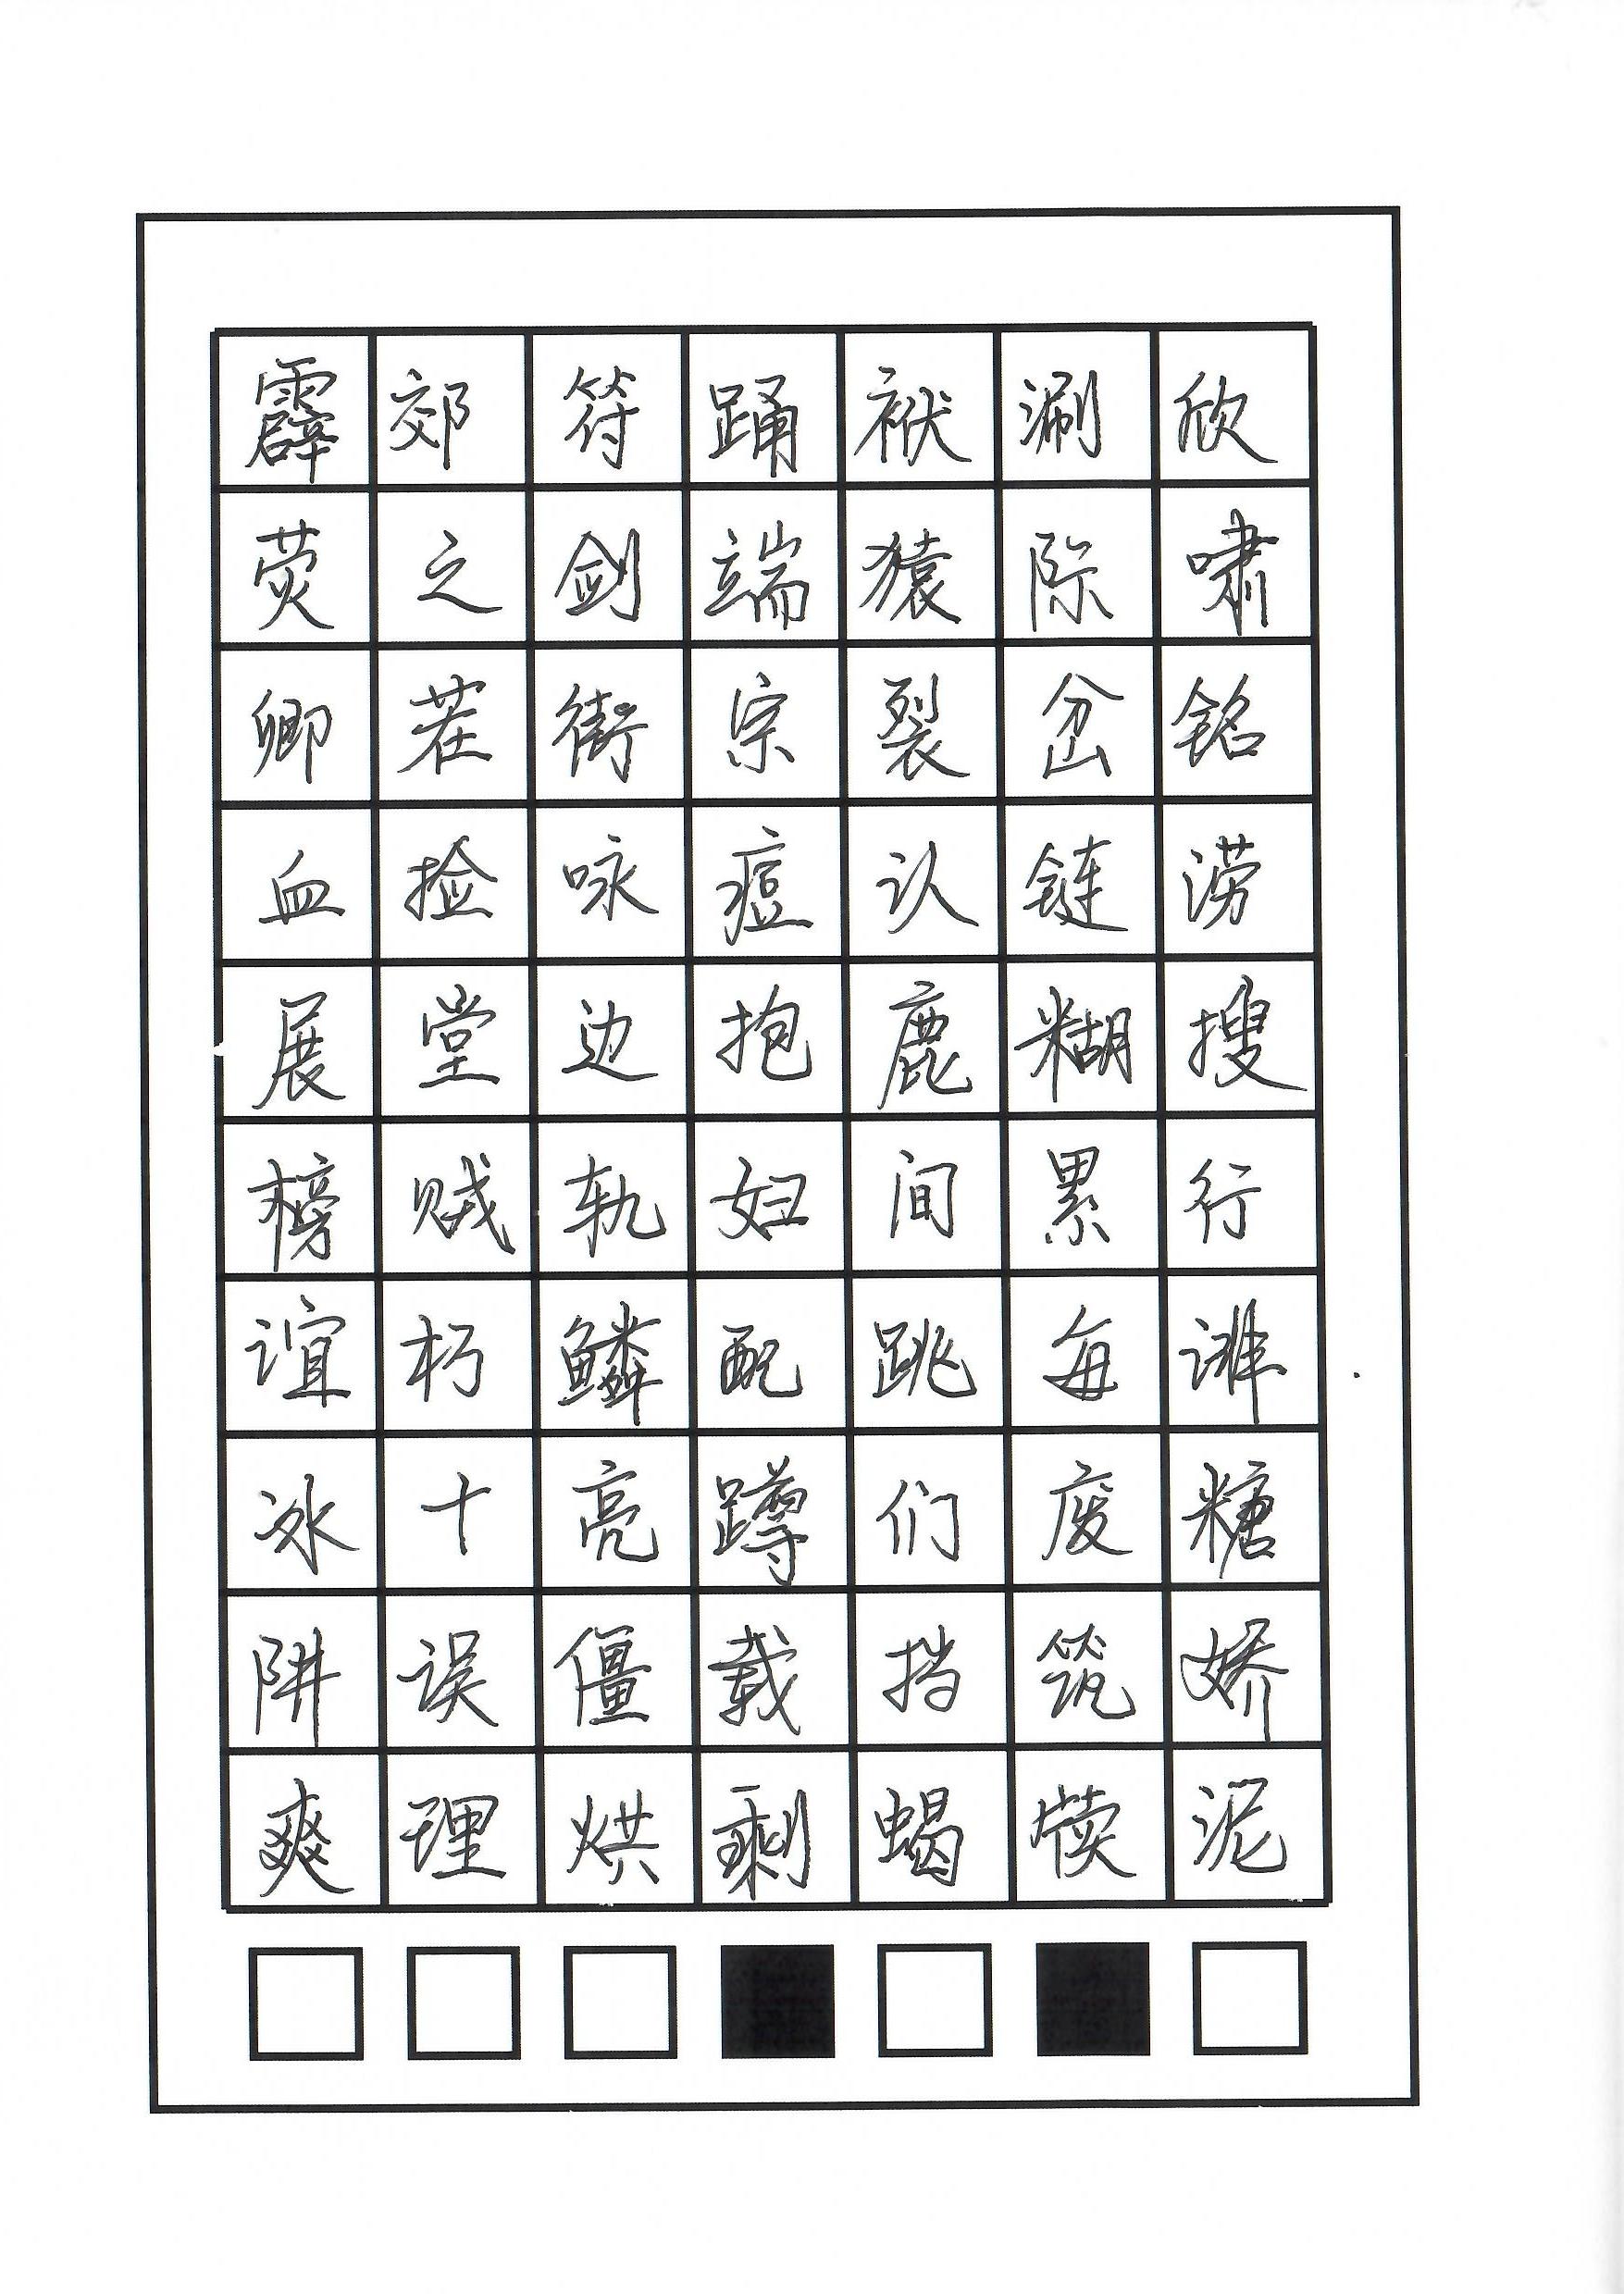 霹郊符踊袱涮欣
荧之剑端猿际啸
卿茬衔宗裂岔铭
血捡咏痘认链涝
展堂边抱鹿糊搜
榜贼轨妇间累行
谊朽鳞配跳每诽
冰十亮蹲们废糖
阱误僵载挡筑娇
爽理烘剩蝎牍泥